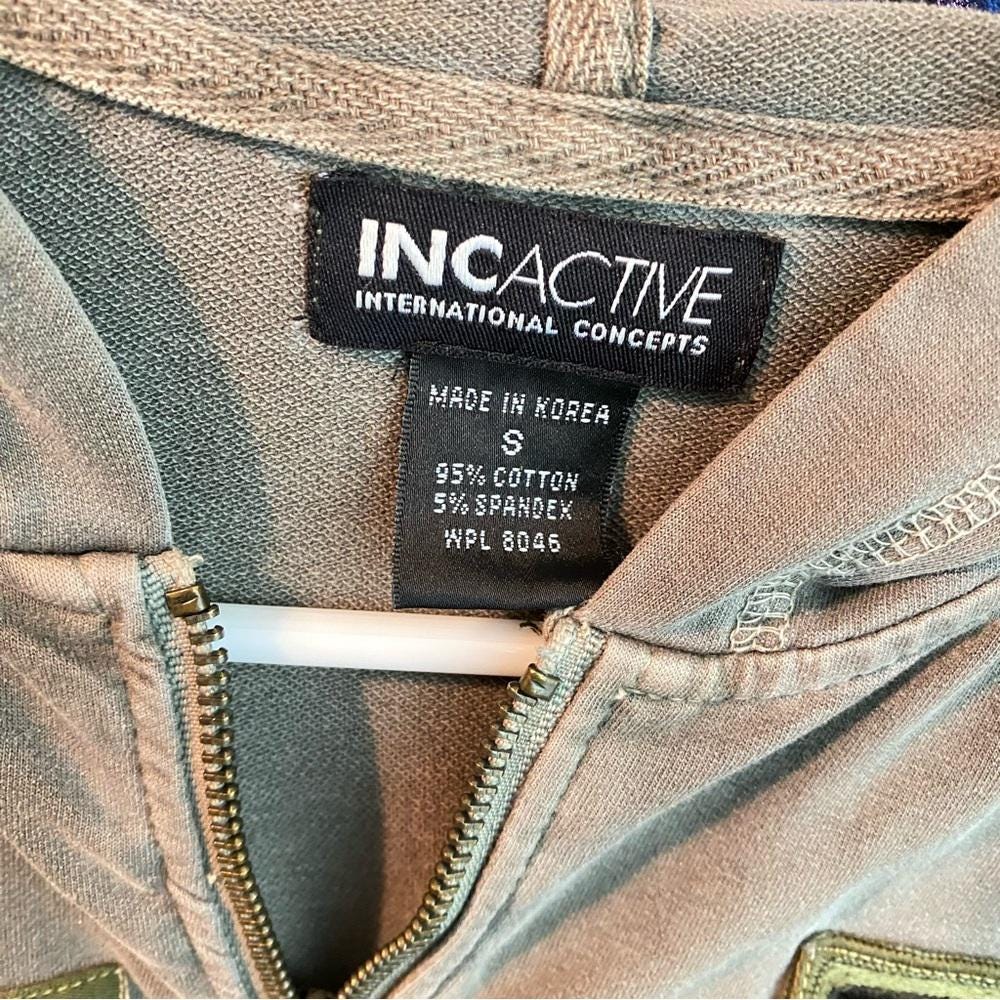 INCACTIVE
INTERNATIONAL CONCEPTS
MADE IN KOREA
S
95% COTTON
5% SPANDEX
WPL 8046